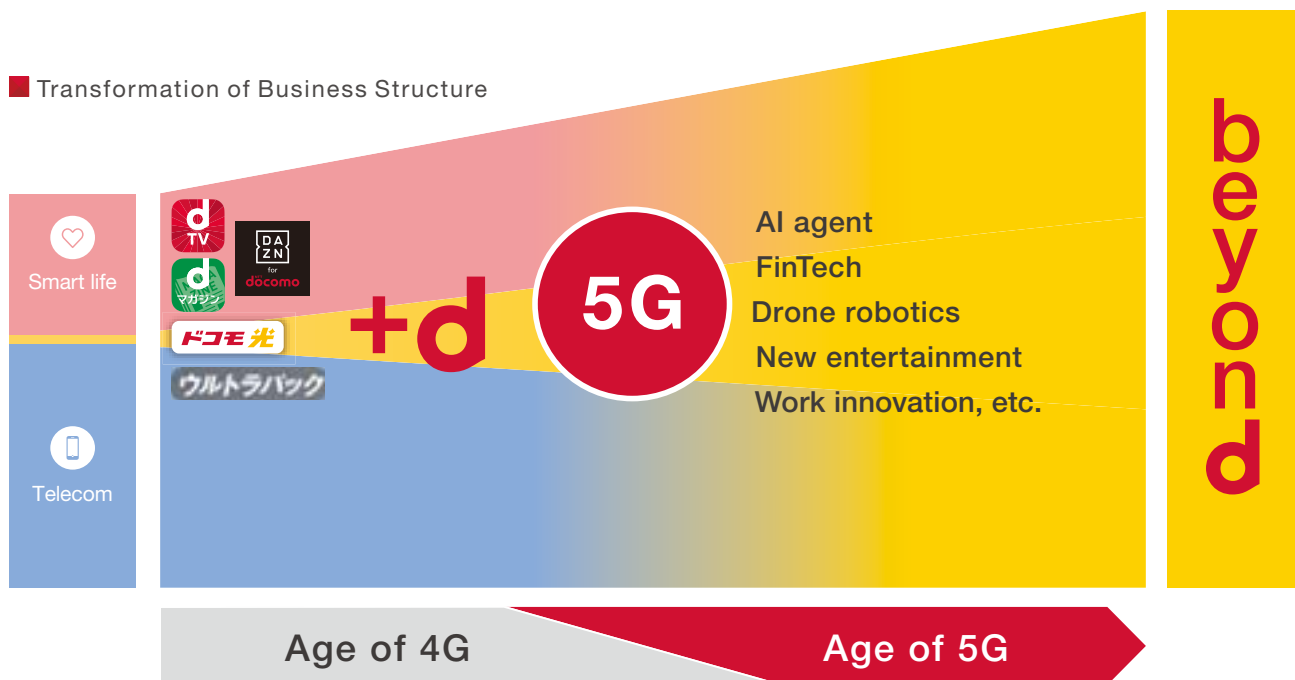 Transformation of Business Structure
Smart life
Telecom
d
TV
d
マガジン
DA
ZN
for
döcomo
ドコモ光
ウルトラパック
+d
5G
AI agent
FinTech
Drone robotics
New entertainment
Work innovation, etc.
beyond
Age of 4G
Age of 5G